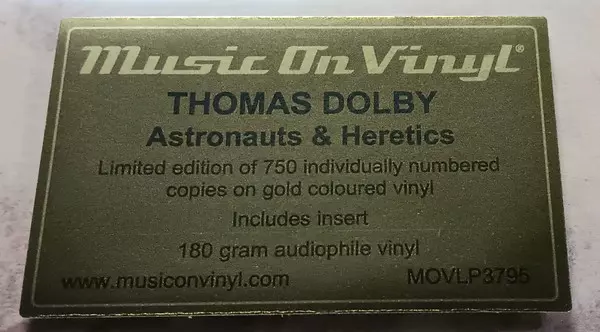 Music On Vinyl®
THOMAS DOLBY
Astronauts & Heretics
Limited edition of 750 individually numbered
copies on gold coloured vinyl
Includes insert
180 gram audiophile vinyl
www.musiconvinyl.com MOVLP3795